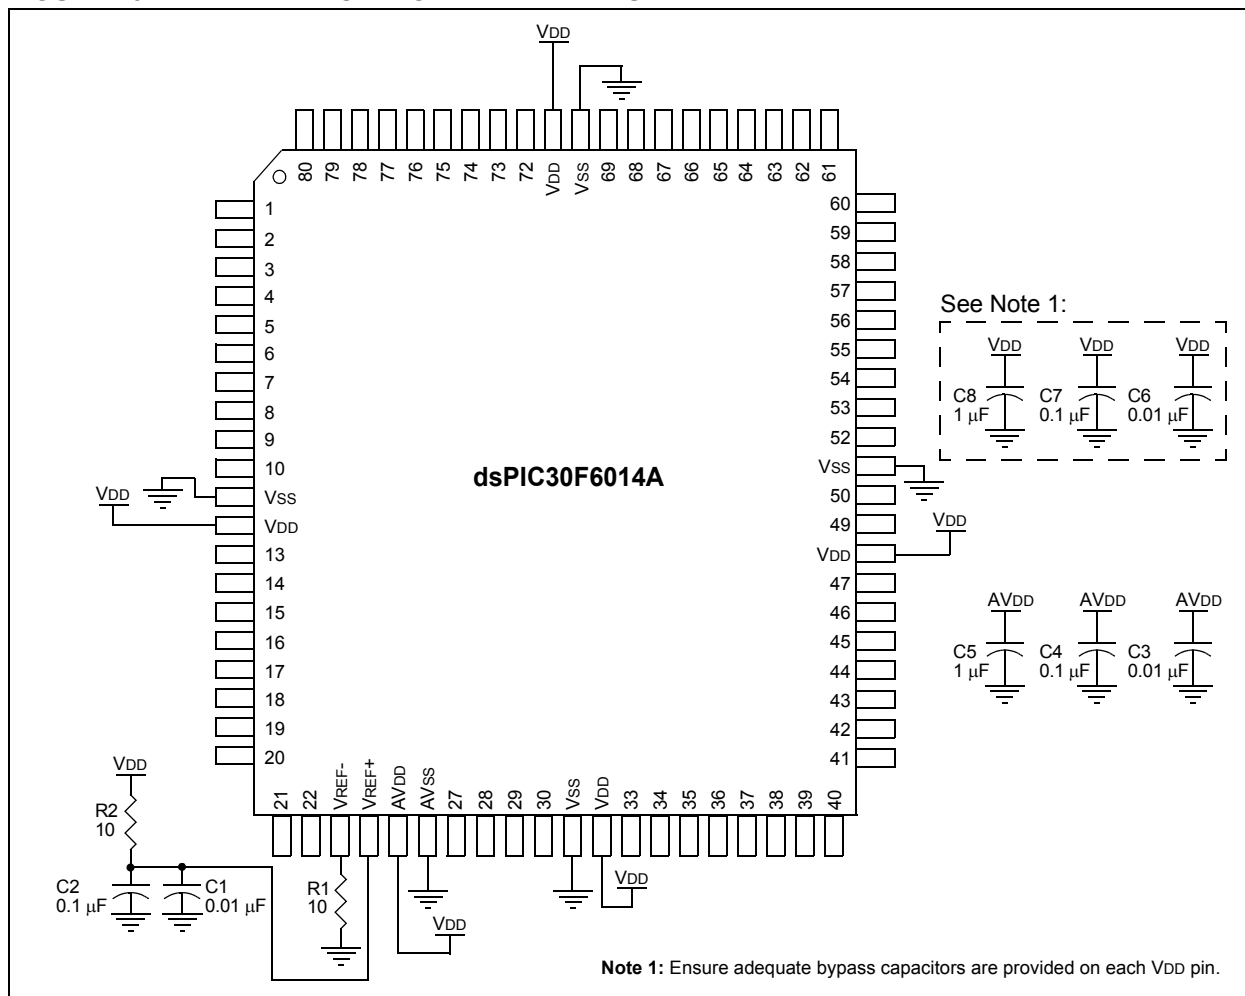 VDD
80 79 78 77 76 75 74 73 72 VDD VSS 69 68 67 66 65 64 63 62 61
1
2
3
4
5
6
7
8
9
10
VSS
VDD
13
14
15
16
17
18
19
20
VDD
dsPIC30F6014A
60
59
58
57
56
55
54
53
52
VSS
50
49
VDD
47
46
45
44
43
42
41
VDD
See Note 1:
VDD VDD VDD
C8 C7 C6
1 µF 0.1 µF 0.01 µF
AVDD AVDD AVDD
C5 C4 C3
1 µF 0.1 µF 0.01 µF
21 22 VREF- VREF+ AVDD AVSS 27 28 29 30 VSS VDD 33 34 35 36 37 38 39 40
VDD
R2
10
C2
0.1 µF
C1
0.01 µF
R1
10
VDD
VDD
Note 1: Ensure adequate bypass capacitors are provided on each VDD pin.